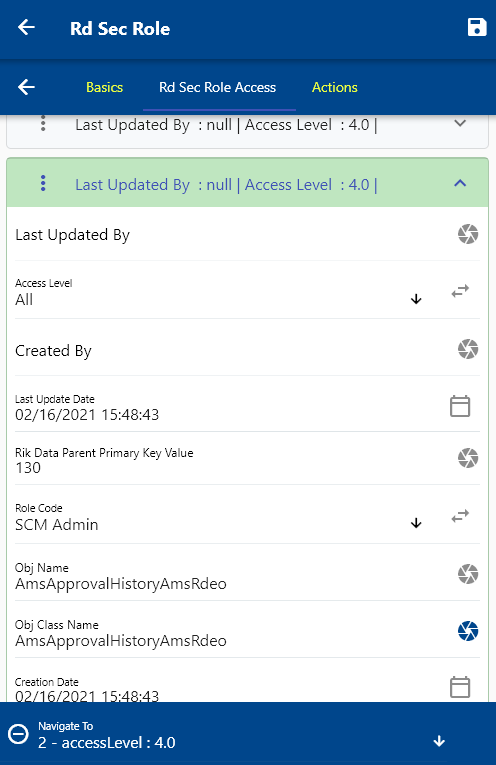 Rd Sec Role
Basics Rd Sec Role Access Actions
Last Updated By : null | Access Level : 4.0 |
Last Updated By : null | Access Level : 4.0 |
Last Updated By
Access Level
All
Created By
Last Update Date
02/16/2021 15:48:43
Rik Data Parent Primary Key Value
130
Role Code
SCM Admin
Obj Name
AmsApprovalHistoryAmsRdeo
Obj Class Name
AmsApprovalHistoryAmsRdeo
Creation Date
02/16/2021 15:48:43
Navigate To
2 - accessLevel : 4.0